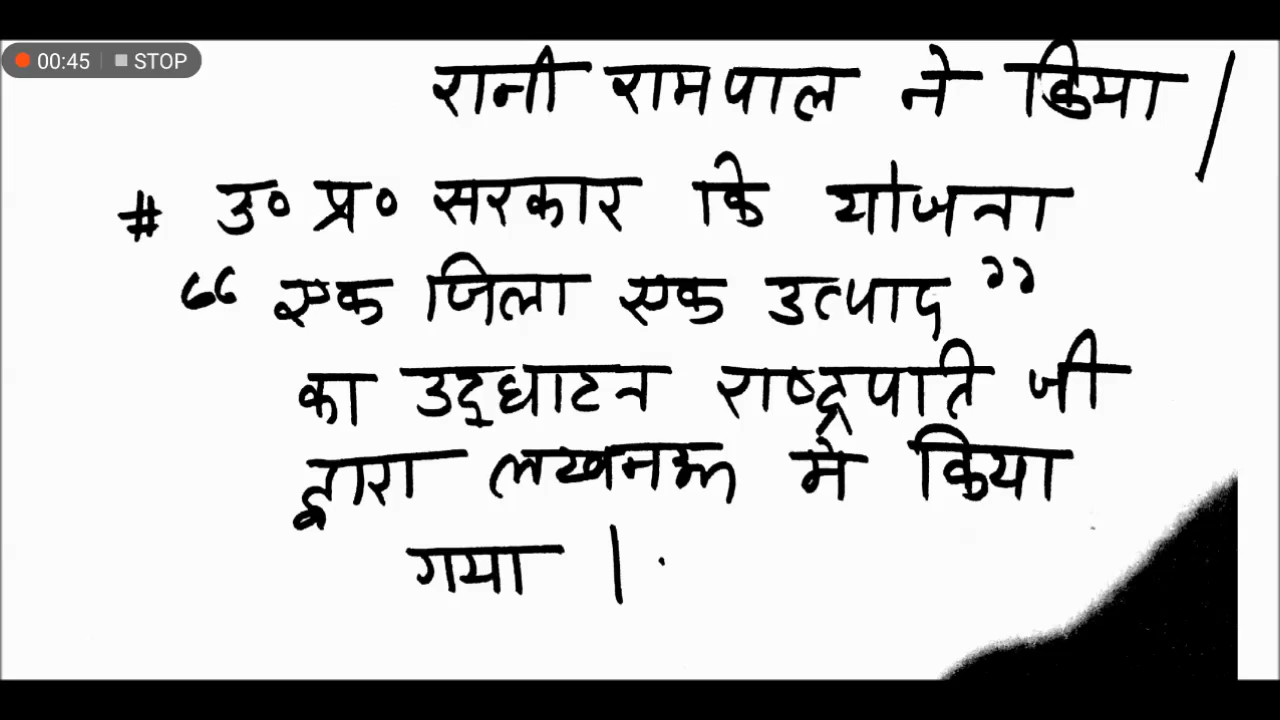 00:45 STOP
रानी रामपाल ने किया |
# उ० प्र० सरकार कि योजना
“ एक जिला एक उत्पाद ”
का उद्घाटन राष्ट्रपति जी
द्वारा लखनऊ मे किया
गया |